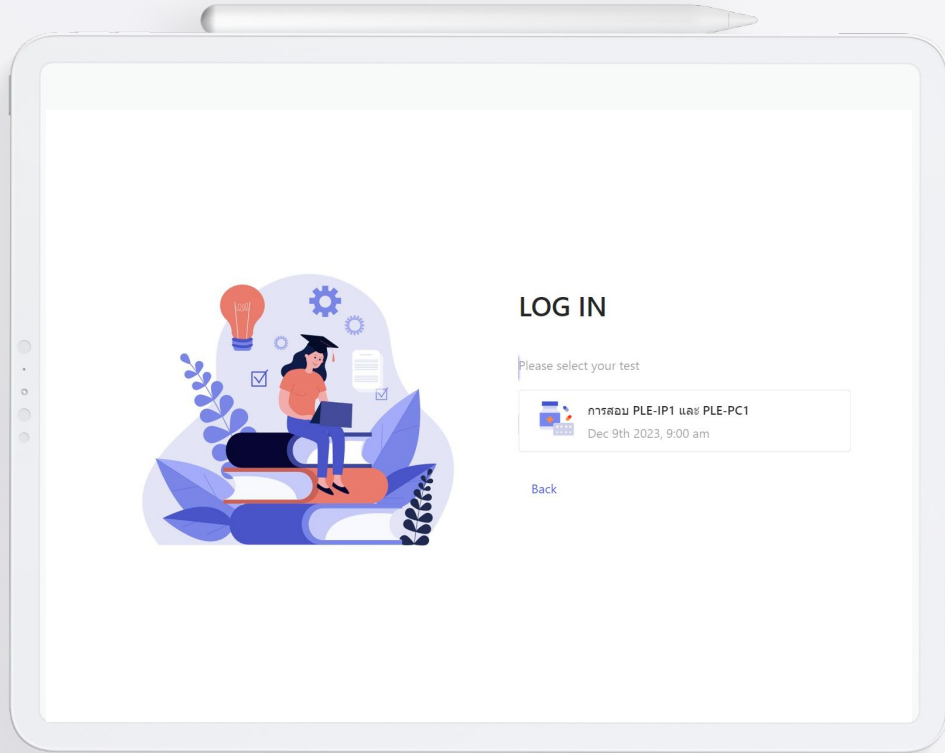 LOG IN
Please select your test
การสอบ PLE-IP1 และ PLE-PC1
Dec 9th 2023, 9:00 am
Back